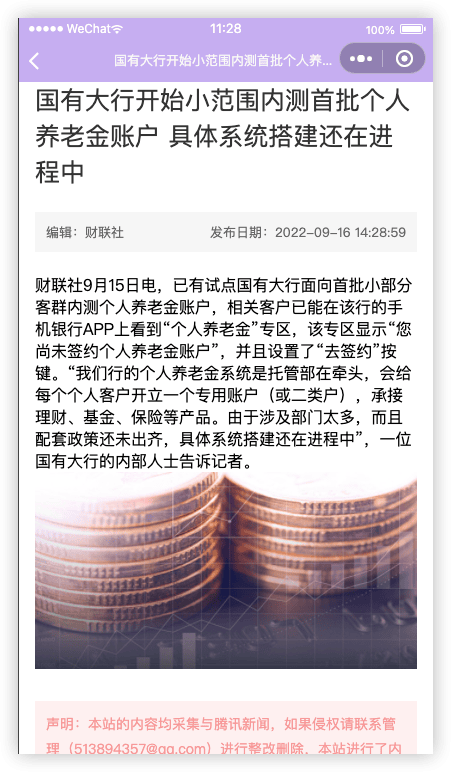 WeChat
11:28
100%
国有大行开始小范围内测首批个人养...
国有大行开始小范围内测首批个人
养老金账户 具体系统搭建还在进
程中
编辑：财联社
发布日期：2022-09-16 14:28:59
财联社9月15日电，已有试点国有大行面向首批小部分
客群内测个人养老金账户，相关客户已能在该行的手
机银行APP上看到“个人养老金”专区，该专区显示“您
尚未签约个人养老金账户”，并且设置了“去签约”按
键。“我们行的个人养老金系统是托管部在牵头，会给
每个个人客户开立一个专用账户（或二类户），承接
理财、基金、保险等产品。由于涉及部门太多，而且
配套政策还未出齐，具体系统搭建还在进程中”，一位
国有大行的内部人士告诉记者。
声明：本站的内容均采集与腾讯新闻，如果侵权请联系管
理（513894357@qq.com）进行整改删除，本站进行了内